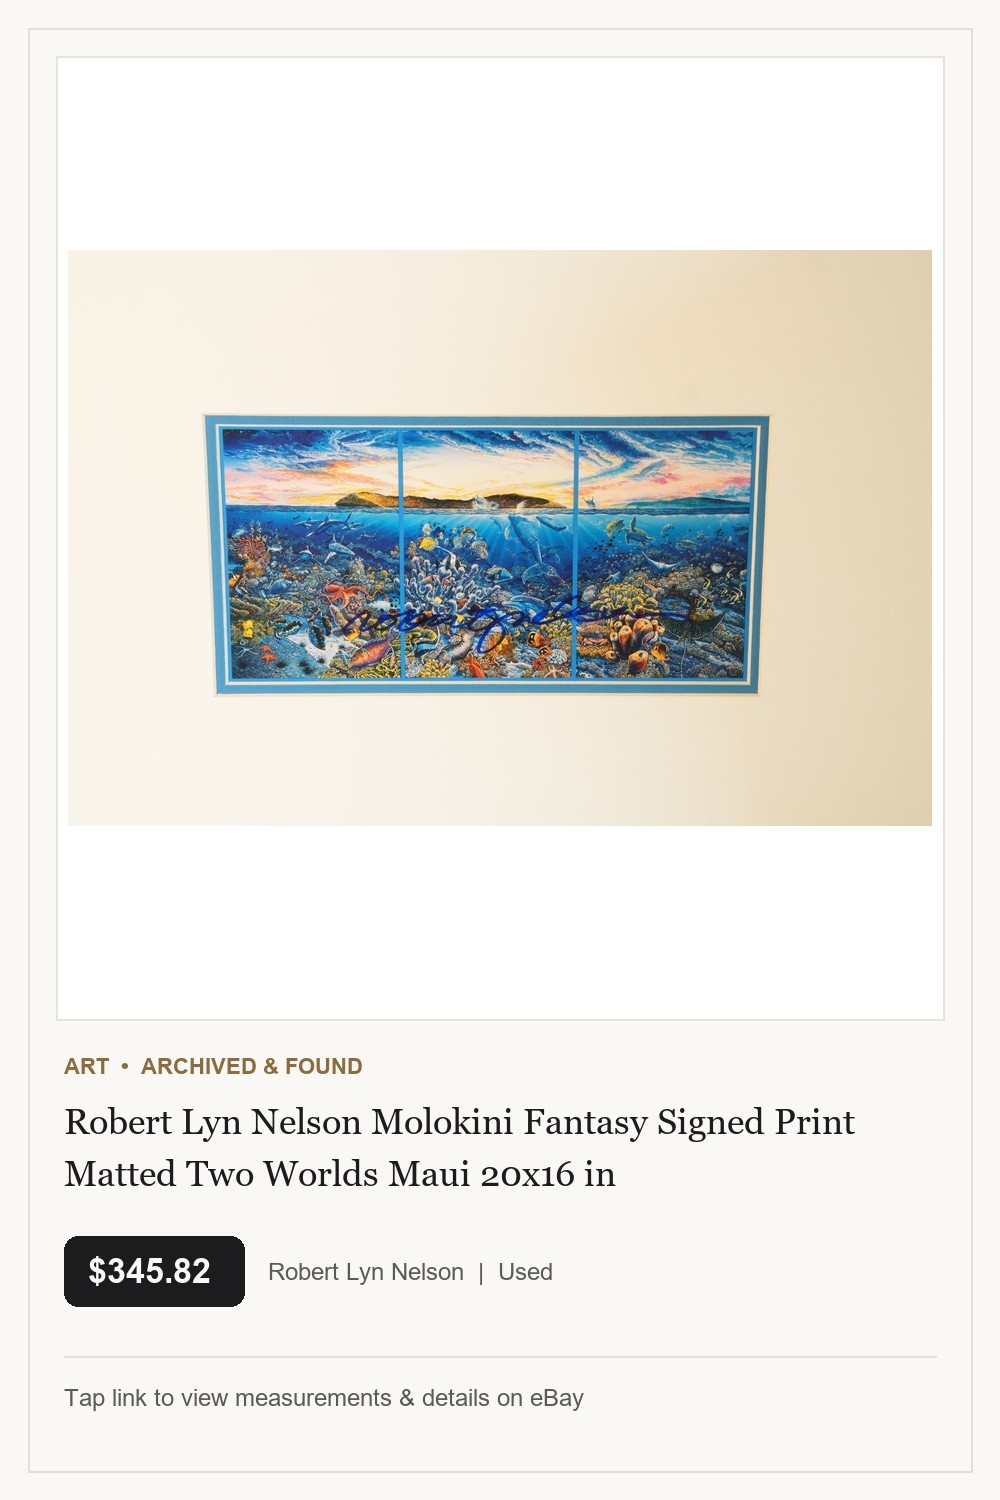 ART • ARCHIVED & FOUND
Robert Lyn Nelson Molokini Fantasy Signed Print
Matted Two Worlds Maui 20x16 in
$345.82
Robert Lyn Nelson | Used
Tap link to view measurements & details on eBay